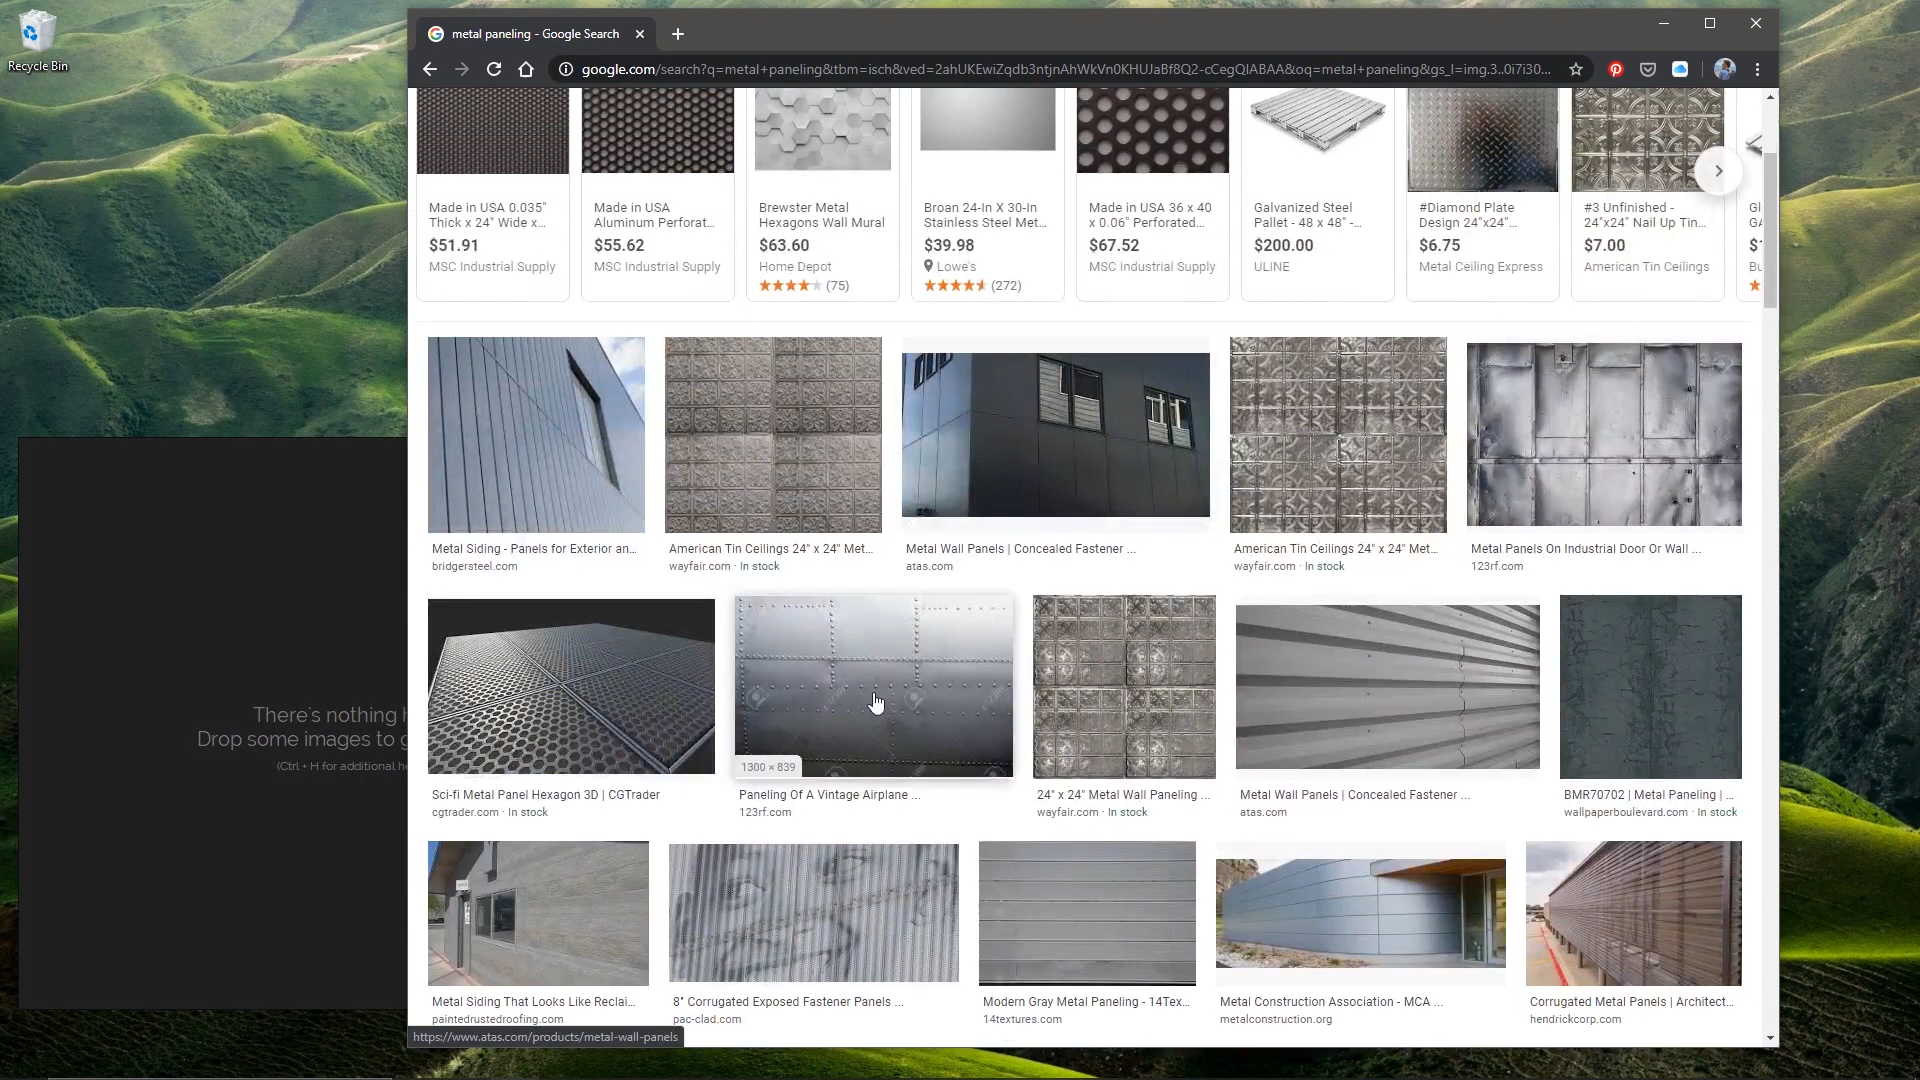 Recycle Bin
metal paneling - Google Search
google.com/search?q=metal+paneling&tbm=isch&ved=2ahUKEwiZqdb3ntjnAhWkVn0KHUJaBf8Q2-cCegQIABAA&oq=metal+paneling&gs_l=img.3..0i7i30...
Made in USA 0.035"
Thick x 24" Wide x...
$51.91
MSC Industrial Supply
Made in USA
Aluminum Perforat...
$55.62
MSC Industrial Supply
Brewster Metal
Hexagons Wall Mural
$63.60
Home Depot
(75)
Broan 24-In X 30-In
Stainless Steel Met...
$39.98
Lowe's
(272)
Made in USA 36 x 40
x 0.06" Perforated...
$67.52
MSC Industrial Supply
Galvanized Steel
Pallet - 48 x 48" -...
$200.00
ULINE
#Diamond Plate
Design 24"x24"...
$6.75
Metal Ceiling Express
#3 Unfinished -
24"x24" Nail Up Tin...
$7.00
American Tin Ceilings
Metal Siding - Panels for Exterior an...
bridgersteel.com
American Tin Ceilings 24" x 24" Met...
wayfair.com · In stock
Metal Wall Panels | Concealed Fastener ...
atas.com
American Tin Ceilings 24" x 24" Met...
wayfair.com · In stock
Metal Panels On Industrial Door Or Wall ...
123rf.com
There's nothing
Drop some images to
(Ctrl + H for additional
1300 × 839
Sci-fi Metal Panel Hexagon 3D | CGTrader
cgtrader.com · In stock
Paneling Of A Vintage Airplane ...
123rf.com
24" x 24" Metal Wall Paneling ...
wayfair.com · In stock
Metal Wall Panels | Concealed Fastener ...
atas.com
BMR70702 | Metal Paneling | ...
wallpaperboulevard.com · In stock
Metal Siding That Looks Like Reclai...
paintedrustedroofing.com
8" Corrugated Exposed Fastener Panels ...
pac-clad.com
Modern Gray Metal Paneling - 14Tex...
14textures.com
Metal Construction Association - MCA ...
metalconstruction.org
Corrugated Metal Panels | Architect...
hendrickcorp.com
https://www.atas.com/products/metal-wall-panels